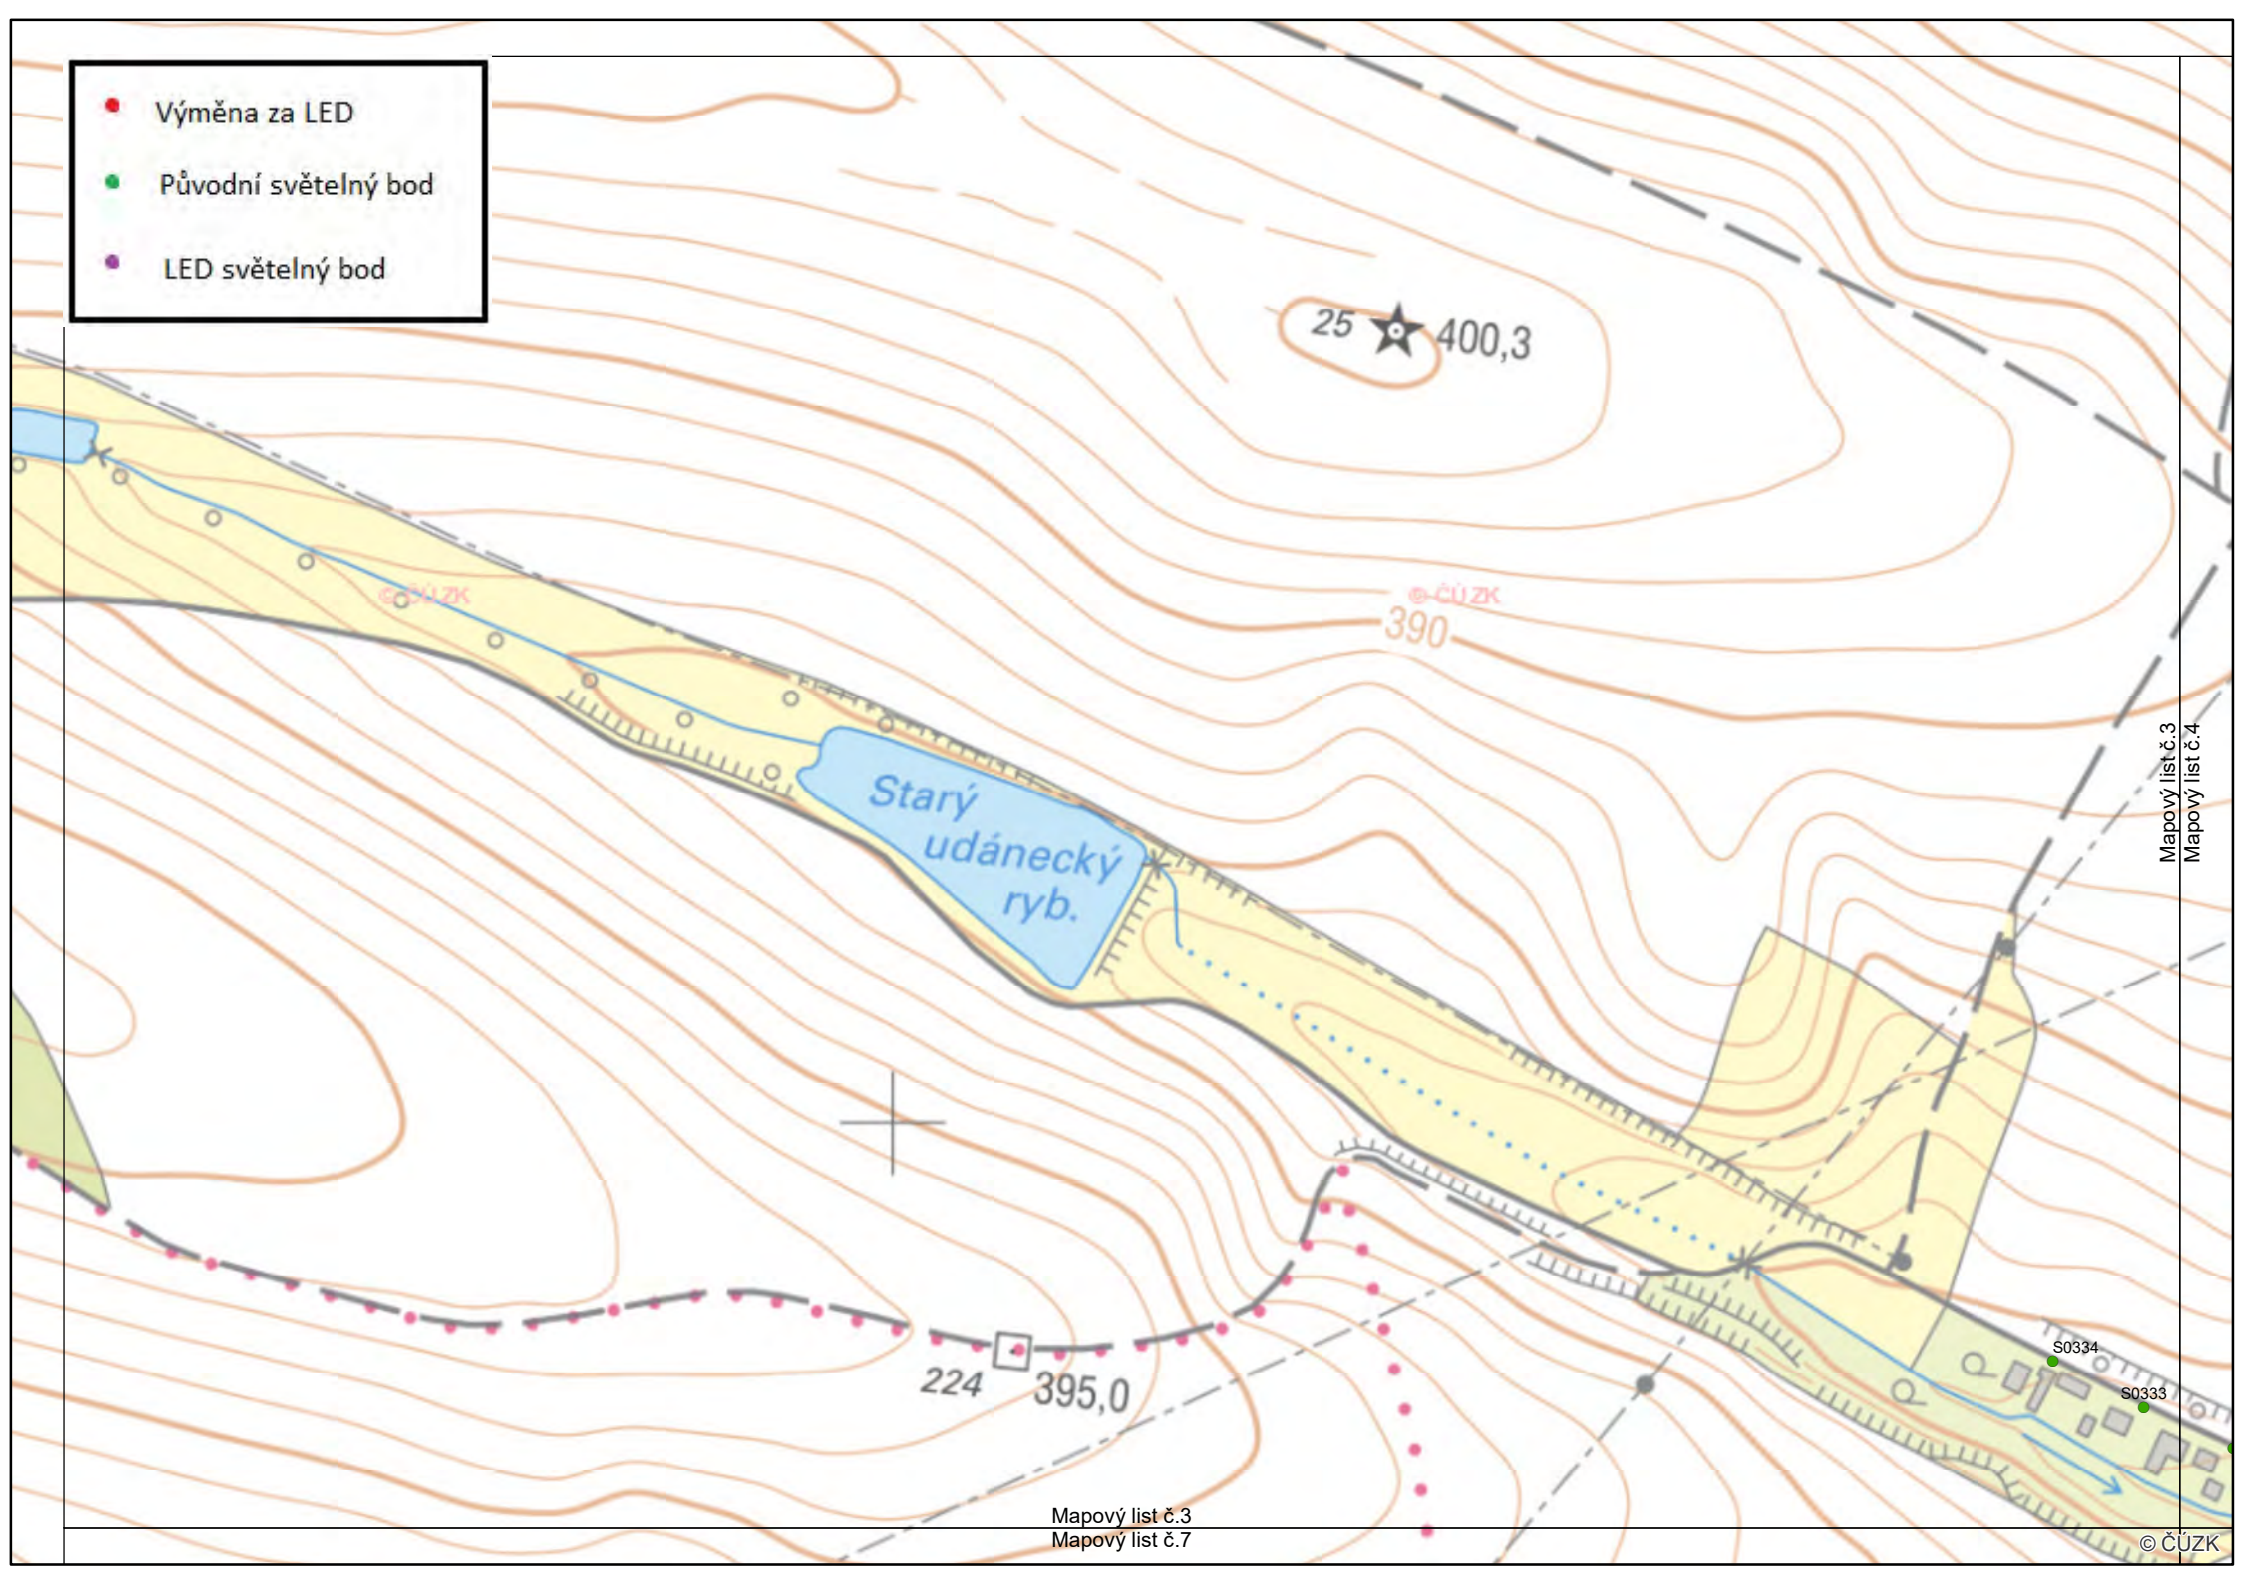 Výměna za LED
Původní světelný bod
LED světelný bod
25 400,3
© ČÚZK
© ČÚZK
390
Starý
udánecký
ryb.
Mapový list č.3
Mapový list č.4
224 395,0
S0334
S0333
Mapový list č.3
Mapový list č.7
© ČÚZK